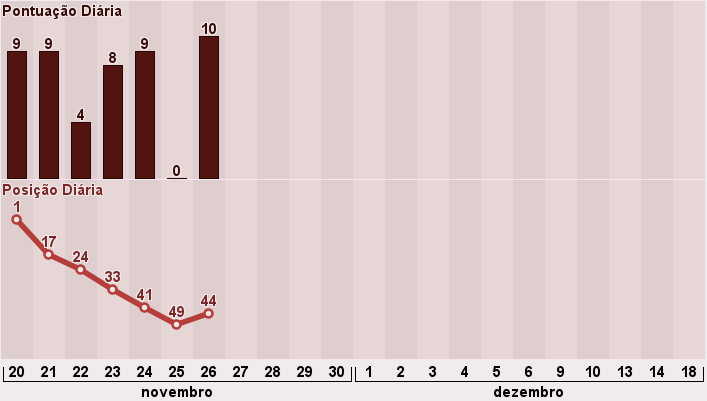 Pontuação Diária
9 9 4 8 9 0 10
Posição Diária
1 17 24 33 41 49 44
20 21 22 23 24 25 26 27 28 29 30 1 2 3 4 5 6 9 10 13 14 18
novembro dezembro